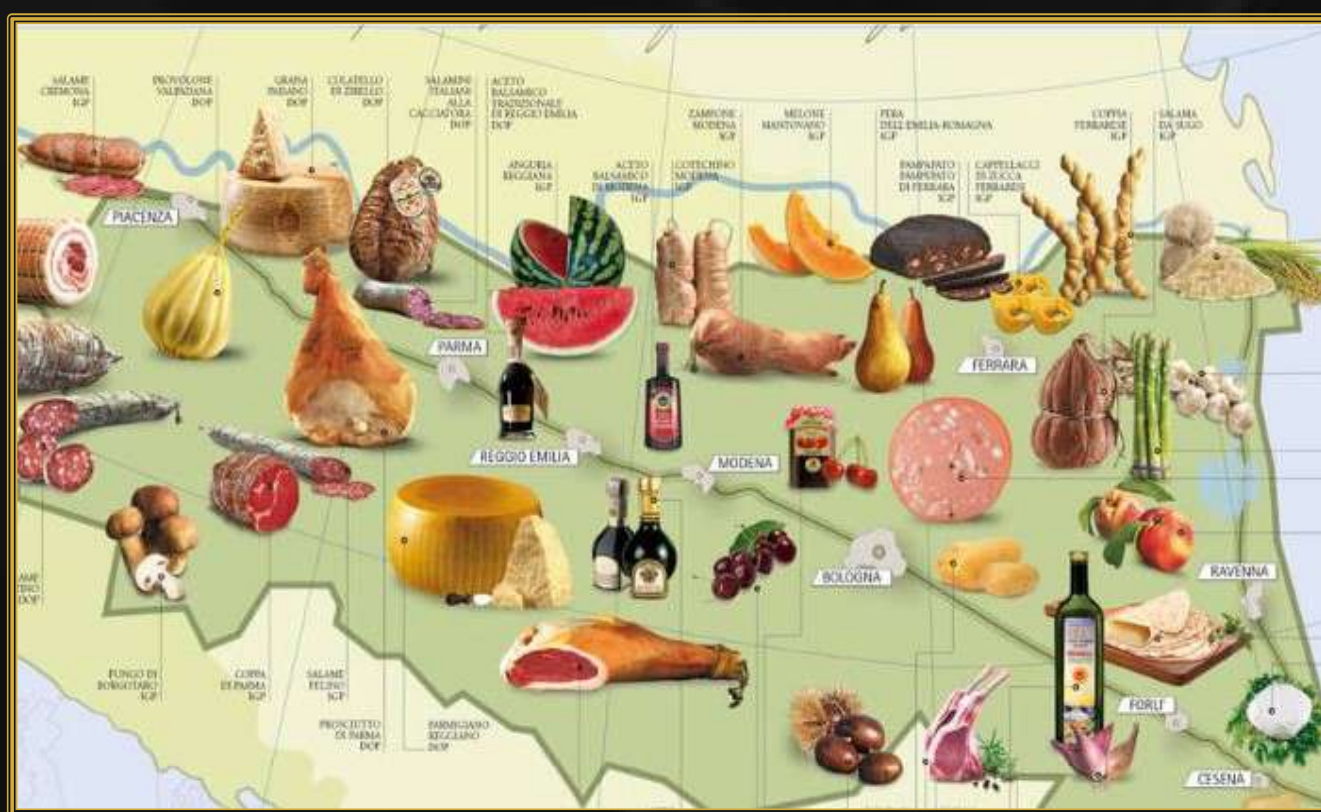 SALAME
CREMONA
IGP
PROVOLONE
VALPADANA
DOP
GRANA
PADANO
DOP
CULATELLO
DI ZIBELLO
DOP
SALAMINI
ITALIANI
ALLA
CACCIATORA
DOP
ACETO
BALSAMICO
TRADIZIONALE
DI REGGIO EMILIA
DOP
ANGURIA
REGGIANA
IGP
ACETO
BALSAMICO
DI MODENA
IGP
ZAMPONE
MODENA
IGP
COTECHINO
MODENA
IGP
MELONE
MANTOVANO
IGP
PERA
DELL'EMILIA-ROMAGNA
IGP
PAMPAPATO
PAMPEPATO
DI FERRARA
IGP
CAPPELLACCI
DI ZUCCA
FERRARESI
IGP
COPPIA
FERRARESE
IGP
SALAMA
DA SUGO
IGP
PIACENZA
PARMA
FERRARA
REGGIO EMILIA
MODENA
BOLOGNA
RAVENNA
FORLI'
CESENA
DOP
FUNGO DI
BORGOTARO
IGP
COPPA
DI PARMA
IGP
SALAME
FELINO
IGP
PROSCIUTTO
DI PARMA
DOP
PARMIGIANO
REGGIANO
DOP